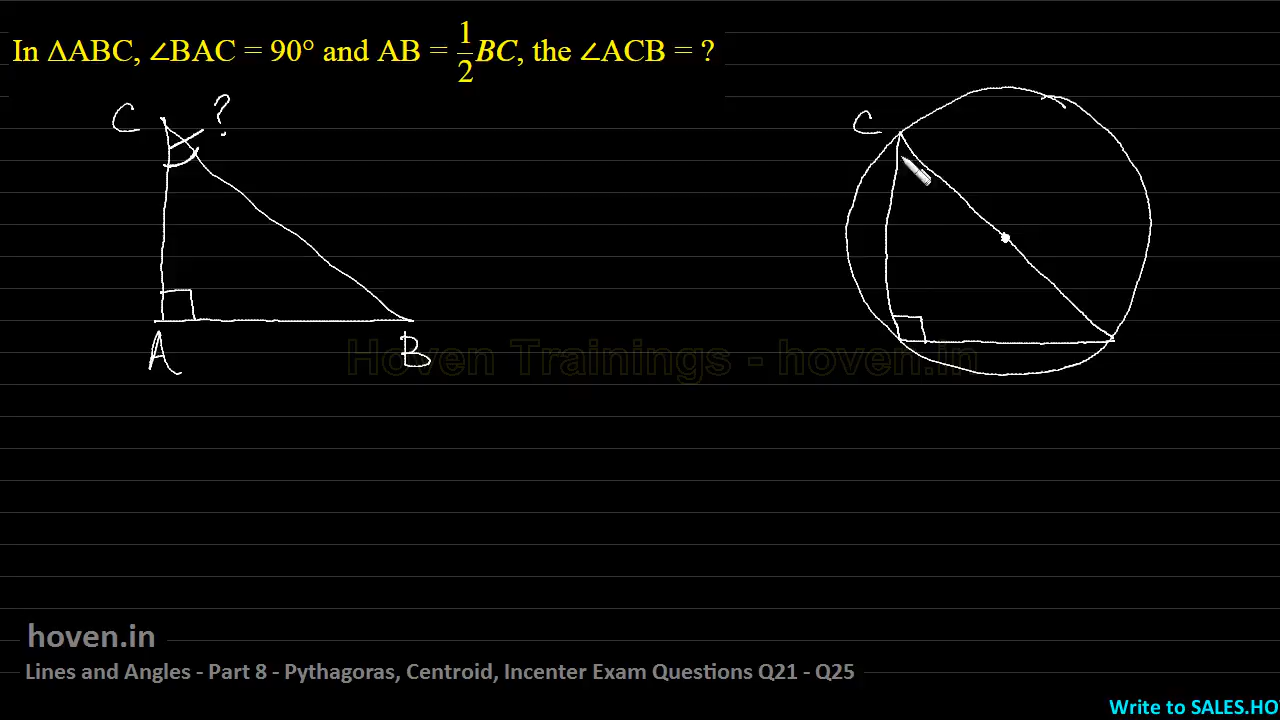 In ΔABC, ∠BAC = 90° and AB = 1/2 BC, the ∠ACB = ?
C ?
C
A
B
Hoven Trainings - hoven.in
hoven.in
Lines and Angles - Part 8 - Pythagoras, Centroid, Incenter Exam Questions Q21 - Q25
Write to SALES.HO